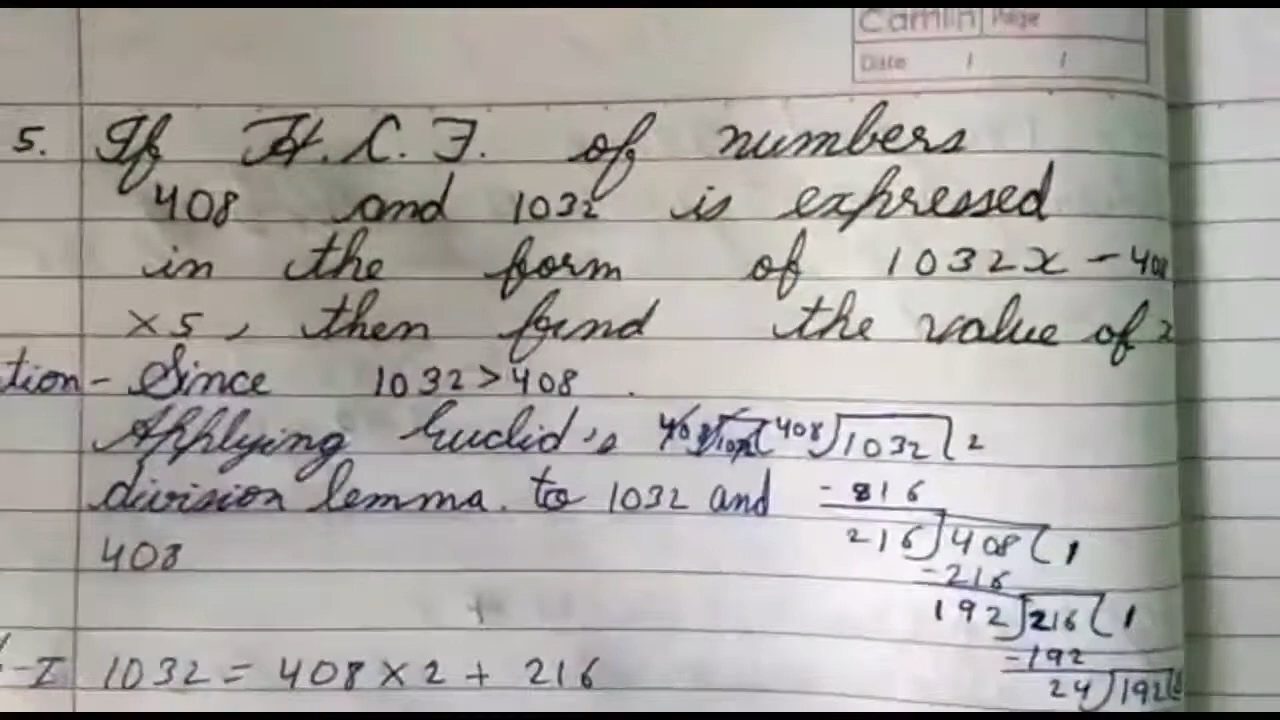 Camlin Page
Date / /
5. If H.C.F. of numbers
408 and 1032 is expressed
in the form of 1032x - 408
×5, then find the value of x
tion - Since 1032>408.
Applying Euclid's 408)1032(2
division lemma. to 1032 and -816
216)408(1
408
-216
192)216(1
-192
-I 1032 = 408 × 2 + 216
24)192(